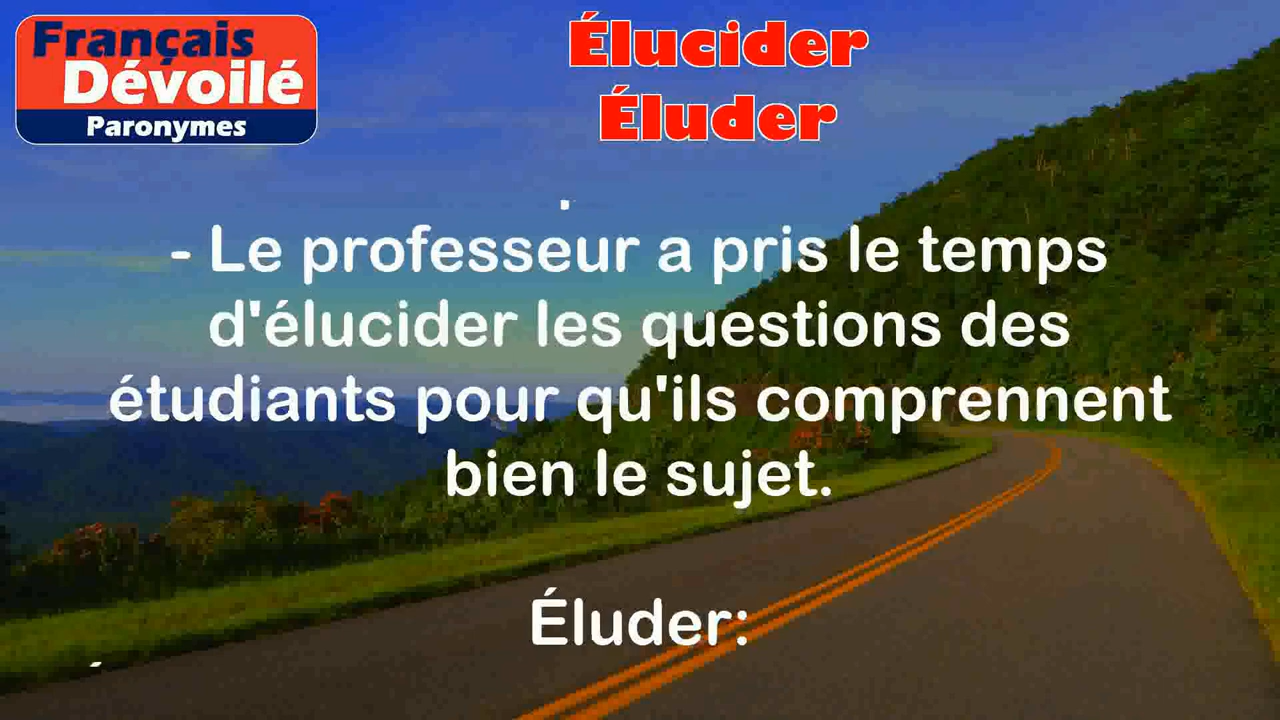 Français
Dévoilé
Paronymes
Élucider
Éluder
- Le professeur a pris le temps
d'élucider les questions des
étudiants pour qu'ils comprennent
bien le sujet.
Éluder: